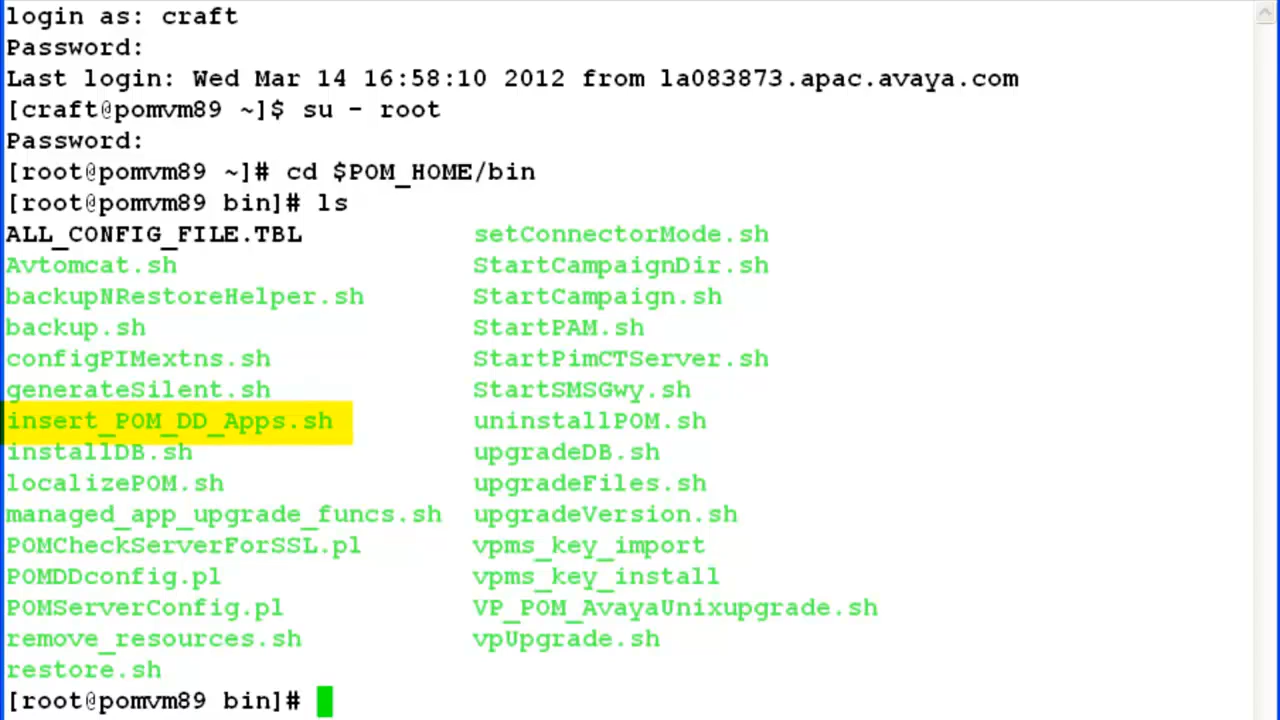 login as: craft
Password:
Last login: Wed Mar 14 16:58:10 2012 from la083873.apac.avaya.com
[craft@pomvm89 ~]$ su - root
Password:
[root@pomvm89 ~]# cd $POM_HOME/bin
[root@pomvm89 bin]# ls
ALL_CONFIG_FILE.TBL setConnectorMode.sh
Avtomcat.sh StartCampaignDir.sh
backupNRestoreHelper.sh StartCampaign.sh
backup.sh StartPAM.sh
configPIMextns.sh StartPimCTServer.sh
generateSilent.sh StartSMSGwy.sh
insert_POM_DD_Apps.sh uninstallPOM.sh
installDB.sh upgradeDB.sh
localizePOM.sh upgradeFiles.sh
managed_app_upgrade_funcs.sh upgradeVersion.sh
POMCheckServerForSSL.pl vpms_key_import
POMDDconfig.pl vpms_key_install
POMServerConfig.pl VP_POM_AvayaUnixupgrade.sh
remove_resources.sh vpUpgrade.sh
restore.sh
[root@pomvm89 bin]#